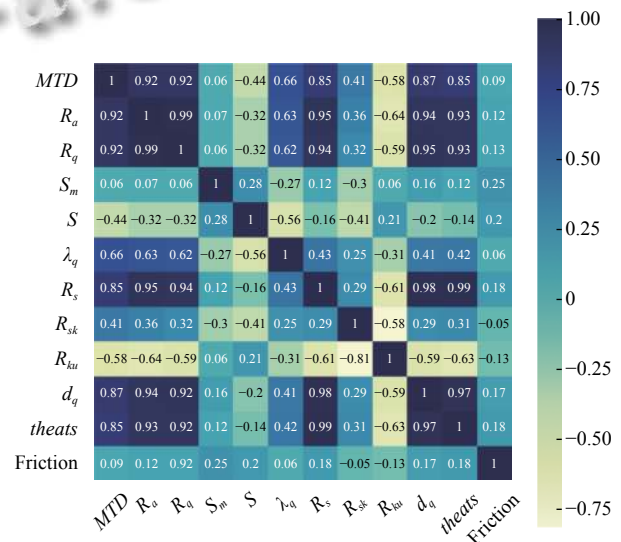 MTD 1 0.92 0.92 0.06 −0.44 0.66 0.85 0.41 −0.58 0.87 0.85 0.09
Ra 0.92 1 0.99 0.07 −0.32 0.63 0.95 0.36 −0.64 0.94 0.93 0.12
Rq 0.92 0.99 1 0.06 −0.32 0.62 0.94 0.32 −0.59 0.95 0.93 0.13
Sm 0.06 0.07 0.06 1 0.28 −0.27 0.12 −0.3 0.06 0.16 0.12 0.25
S −0.44 −0.32 −0.32 0.28 1 −0.56 −0.16 −0.41 0.21 −0.2 −0.14 0.2
λq 0.66 0.63 0.62 −0.27 −0.56 1 0.43 0.25 −0.31 0.41 0.42 0.06
Rs 0.85 0.95 0.94 0.12 −0.16 0.43 1 0.29 −0.61 0.98 0.99 0.18
Rsk 0.41 0.36 0.32 −0.3 −0.41 0.25 0.29 1 −0.58 0.29 0.31 −0.05
Rku −0.58 −0.64 −0.59 0.06 0.21 −0.31 −0.61 −0.81 1 −0.59 −0.63 −0.13
dq 0.87 0.94 0.92 0.16 −0.2 0.41 0.98 0.29 −0.59 1 0.97 0.17
theats 0.85 0.93 0.92 0.12 −0.14 0.42 0.99 0.31 −0.63 0.97 1 0.18
Friction 0.09 0.12 0.92 0.25 0.2 0.06 0.18 −0.05 −0.13 0.17 0.18 1
MTD Ra Rq Sm S λq Rs Rsk Rku dq theats Friction
1.00
0.75
0.50
0.25
0
−0.25
−0.50
−0.75